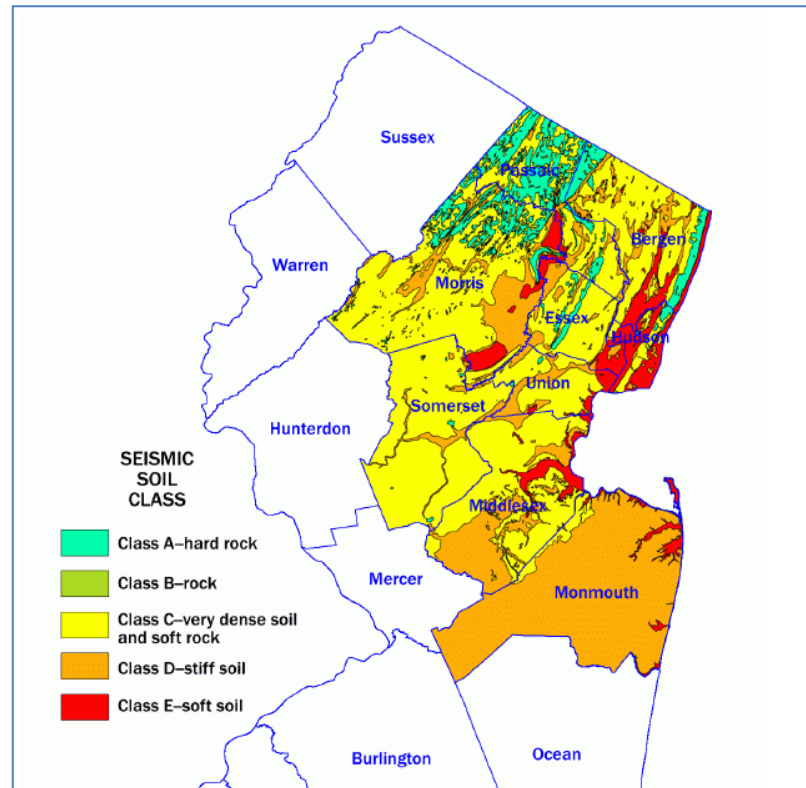 Sussex
Passaic
Bergen
Warren
Morris
Essex
Hudson
Union
Somerset
Hunterdon
SEISMIC
SOIL
CLASS
Middlesex
Class A–hard rock
Class B–rock
Mercer
Monmouth
Class C–very dense soil
and soft rock
Class D–stiff soil
Class E–soft soil
Burlington
Ocean